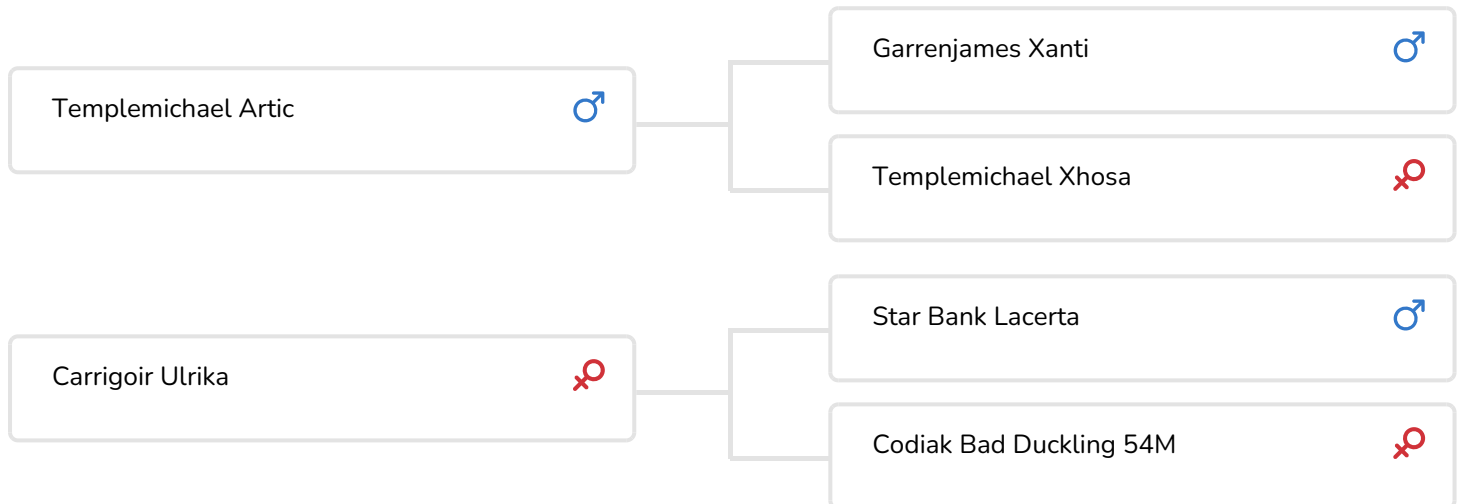 Garrenjames Xanti
Templemichael Artic
Templemichael Xhosa
Star Bank Lacerta
Carrigoir Ulrika
Codiak Bad Duckling 54M